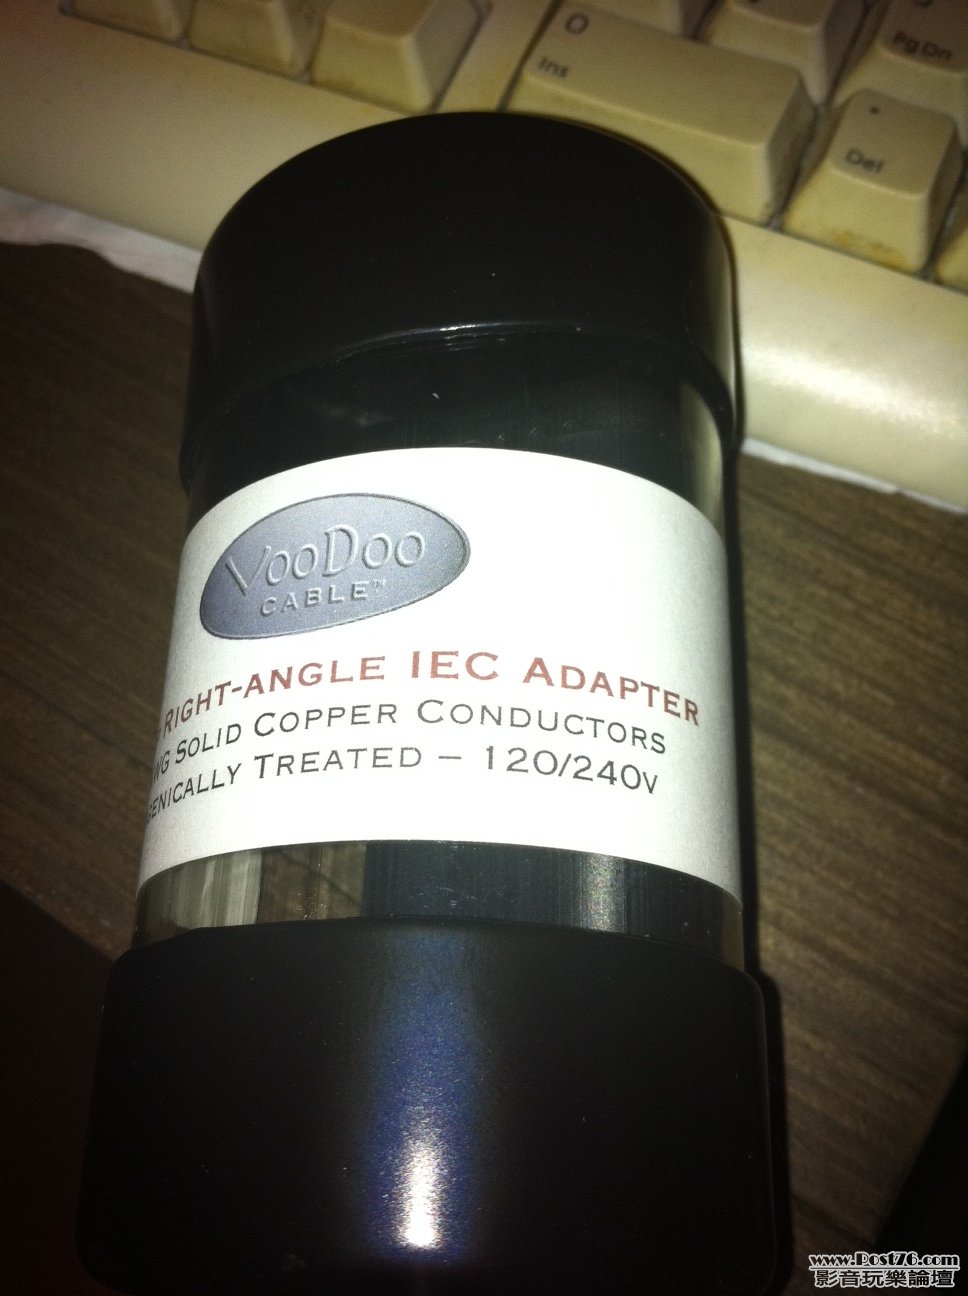 O
Ins
PgDn
.
Del
VOODOO
CABLE™
RIGHT-ANGLE IEC ADAPTER
SOLID COPPER CONDUCTORS
TREATED – 120/240V
www.Post76.com
影音玩樂論壇